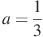 a = 1/3